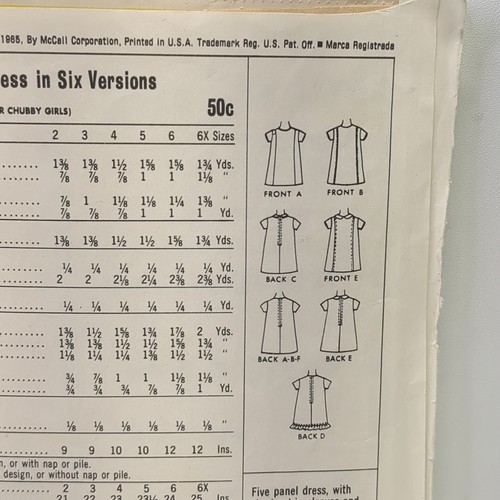 1965, By McCall Corporation, Printed in U.S.A. Trademark Reg. U.S. Pat. Off. ■ Marca Registrada
ess in Six Versions
R CHUBBY GIRLS) 50c
2 3 4 5 6 6X Sizes
1⅜ 1⅜ 1½ 1⅝ 1⅝ 1¾ Yds.
⅞ ⅞ ⅞ 1 1 1⅛ "
⅞ 1 1⅛ 1⅛ 1¼ 1⅜ "
⅞ ⅞ ⅞ 1 1 1 Yd.
1⅜ 1⅜ 1½ 1½ 1⅝ 1¾ Yds.
¼ ¼ ¼ ¼ ¼ ¼ Yd.
2 2 2⅛ 2¼ 2⅜ 2⅜ Yds.
¼ ¼ ¼ ¼ ¼ ¼ Yd.
1⅜ 1½ 1⅝ 1¾ 1⅞ 2 Yds.
1⅜ 1⅜ 1½ 1½ 1⅝ 1¾ "
1⅛ 1¼ 1¼ 1⅜ 1½ 1½ "
¾ ⅞ 1 1 1⅛ 1⅛ "
¾ ¾ ¾ ⅞ ⅞ 1 Yd.
⅛ ⅛ ⅛ ⅛ ⅛ ⅛ "
9 9 10 10 12 12 Ins.
n, or with nap or pile.
design, or without nap or pile.
2 3 4 5 6 6X
21 22 23 23½ 24 25 Ins.
FRONT A
FRONT B
BACK C
FRONT E
BACK A-B-F
BACK E
BACK D
Five panel dress, with